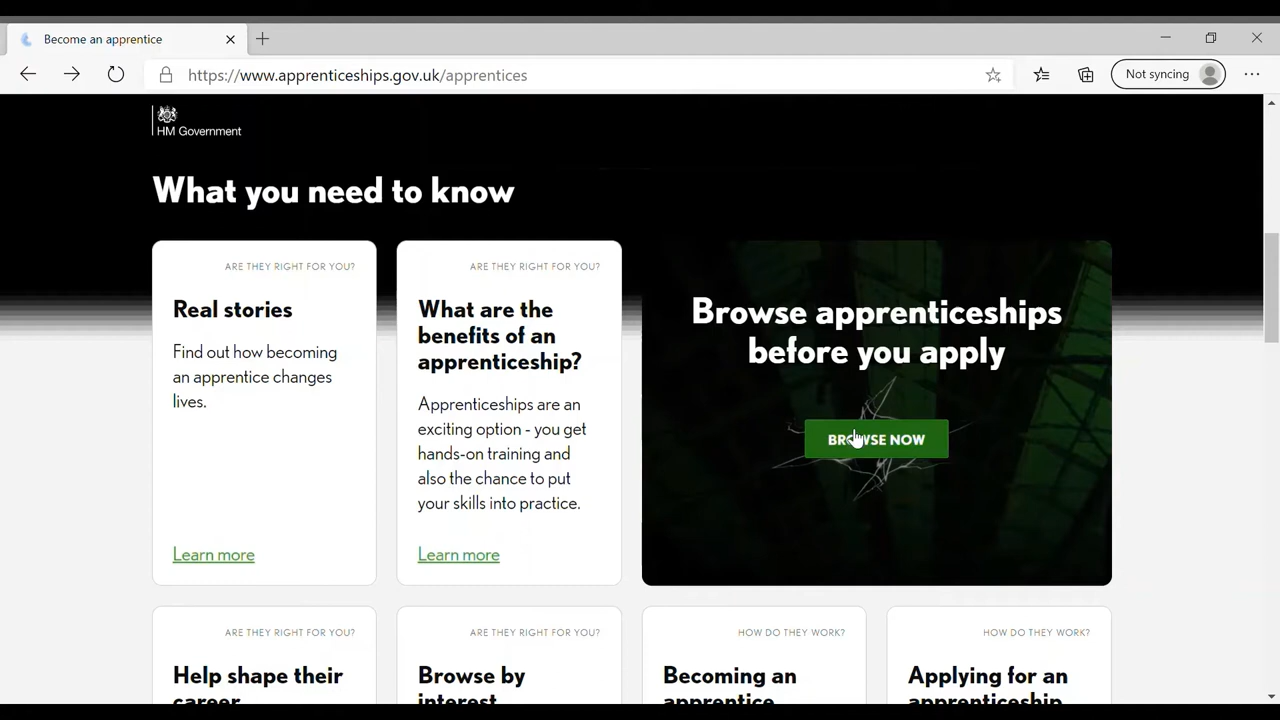 Become an apprentice
https://www.apprenticeships.gov.uk/apprentices
Not syncing
HM Government
What you need to know
ARE THEY RIGHT FOR YOU?
Real stories
Find out how becoming
an apprentice changes
lives.
Learn more
ARE THEY RIGHT FOR YOU?
What are the
benefits of an
apprenticeship?
Apprenticeships are an
exciting option - you get
hands-on training and
also the chance to put
your skills into practice.
Learn more
Browse apprenticeships
before you apply
BROWSE NOW
ARE THEY RIGHT FOR YOU?
Help shape their
career
ARE THEY RIGHT FOR YOU?
Browse by
interest
HOW DO THEY WORK?
Becoming an
apprentice
HOW DO THEY WORK?
Applying for an
apprenticeship